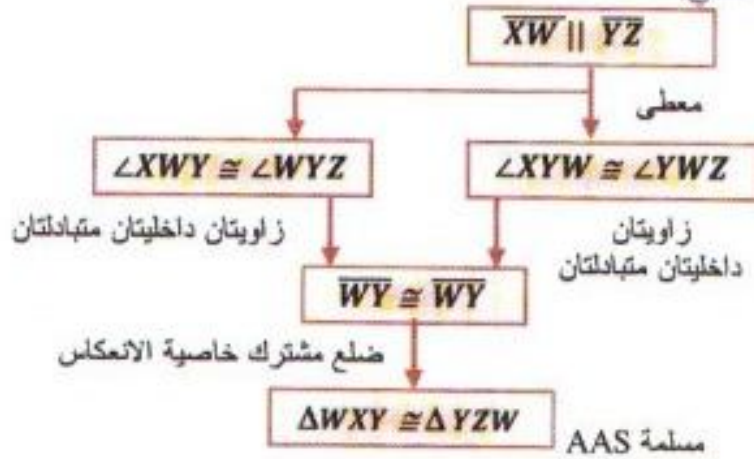 XW || YZ
معطى
∠XWY ≅ ∠WYZ
∠XYW ≅ ∠YWZ
زاويتان داخليتان متبادلتان
زاويتان
داخليتان متبادلتان
WY ≅ WY
ضلع مشترك خاصية الانعكاس
ΔWXY ≅ ΔYZW
مسلمة AAS